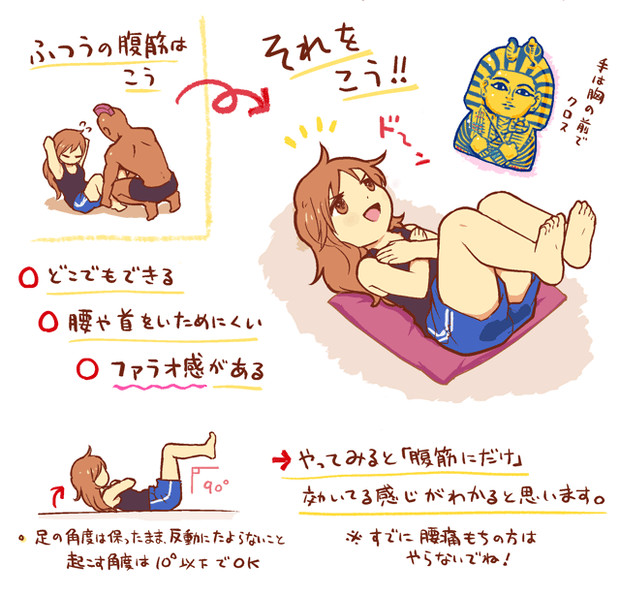 ふつうの腹筋は
こう
それを
こう!!
手は胸の前で
クロス
ド〜ン
どこでもできる
腰や首をいためにくい
ファラオ感がある
90°
→やってみると「腹筋にだけ」
効いてる感じがわかると思います。
。足の角度は保ったまま、反動にたよらないこと
起こす角度は10°以下でOK
※すでに腰痛もちの方は
やらないでね!